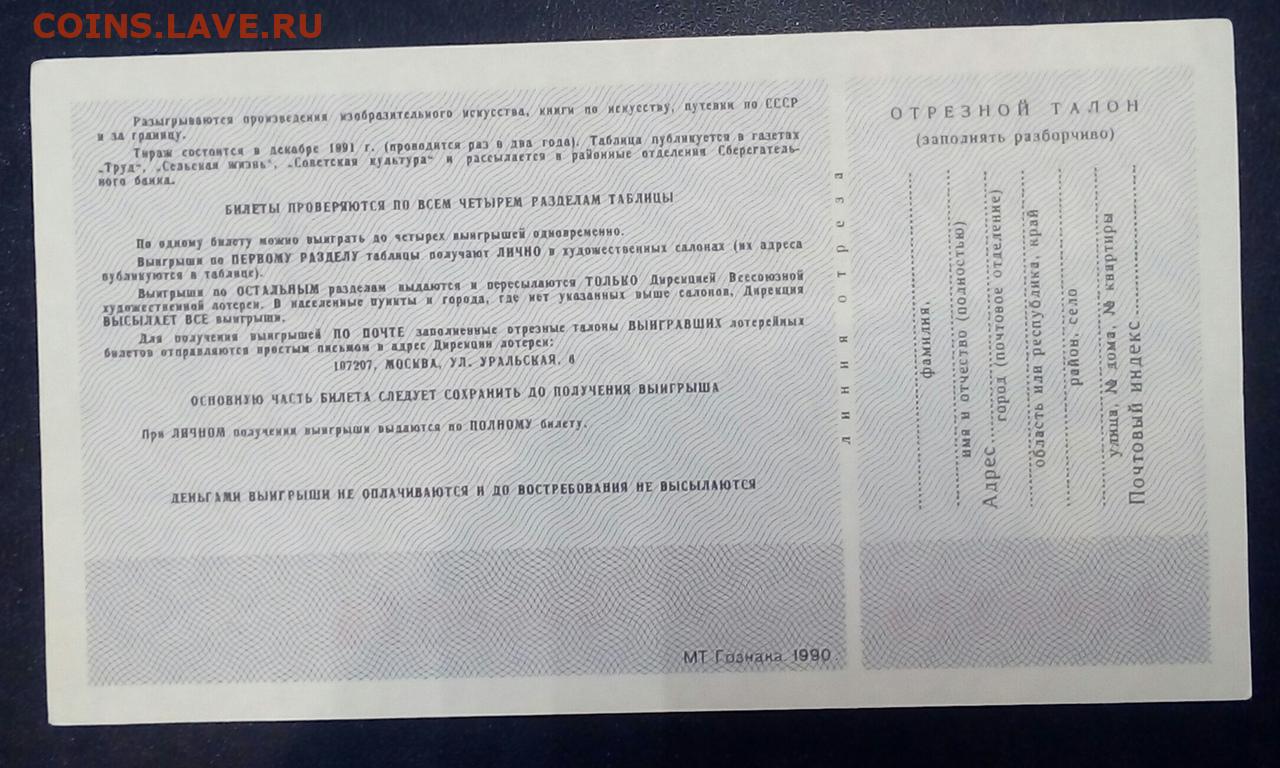 COINS.LAVE.RU
Разыгрываются произведения изобразительного искусства, книги по искусству, путевки по СССР
и за границу.
Тираж состоится в декабре 1991 г. (проводится раз в два года). Таблица публикуется в газетах
„Труд“, „Сельская жизнь“, „Советская культура“ и рассылается в районные отделения Сберегатель-
ного банка.
БИЛЕТЫ ПРОВЕРЯЮТСЯ ПО ВСЕМ ЧЕТЫРЕМ РАЗДЕЛАМ ТАБЛИЦЫ
По одному билету можно выиграть до четырех выигрышей одновременно.
Выигрыши по ПЕРВОМУ РАЗДЕЛУ таблицы получают ЛИЧНО в художественных салонах (их адреса
публикуются в таблице).
Выигрыши по ОСТАЛЬНЫМ разделам выдаются и пересылаются ТОЛЬКО Дирекцией Всесоюзной
художественной лотереи. В населенные пункты и города, где нет указанных выше салонов, Дирекция
ВЫСЫЛАЕТ ВСЕ выигрыши.
Для получения выигрышей ПО ПОЧТЕ заполненные отрезные талоны ВЫИГРАВШИХ лотерейных
билетов отправляются простым письмом в адрес Дирекции лотереи:
107207, МОСКВА, УЛ. УРАЛЬСКАЯ, 6
ОСНОВНУЮ ЧАСТЬ БИЛЕТА СЛЕДУЕТ СОХРАНИТЬ ДО ПОЛУЧЕНИЯ ВЫИГРЫША
При ЛИЧНОМ получении выигрыши выдаются по ПОЛНОМУ билету.
ДЕНЬГАМИ ВЫИГРЫШИ НЕ ОПЛАЧИВАЮТСЯ И ДО ВОСТРЕБОВАНИЯ НЕ ВЫСЫЛАЮТСЯ
МТ Гознака. 1990
линия отреза
ОТРЕЗНОЙ ТАЛОН
(заполнять разборчиво)
фамилия,
имя и отчество (полностью)
Адрес
город (почтовое отделение)
область или республика, край
район, село
улица, № дома, № квартиры
Почтовый индекс